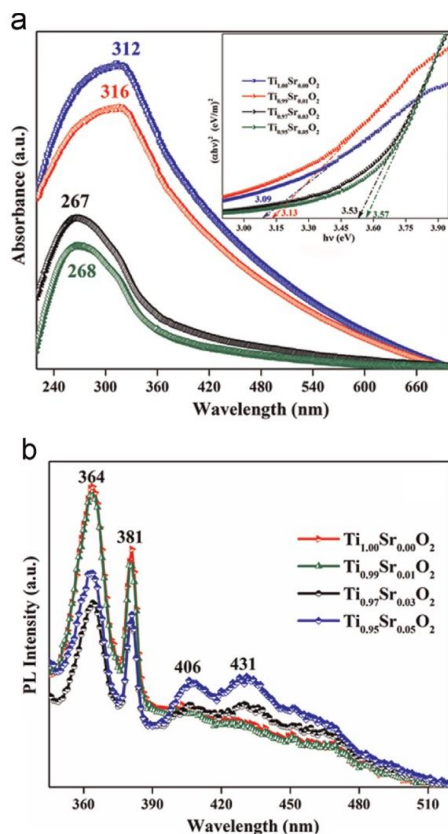 a
312
316
267
268
Absorbance (a.u.)
240 300 360 420 480 540 600 660
Wavelength (nm)
(αhν)² (eV/m)²
Ti1.00Sr0.00O2
Ti0.99Sr0.01O2
Ti0.97Sr0.03O2
Ti0.95Sr0.05O2
3.09
3.13
3.53
3.57
3.00 3.15 3.30 3.45 3.60 3.75 3.90
hν (eV)
b
364
381
406
431
Ti1.00Sr0.00O2
Ti0.99Sr0.01O2
Ti0.97Sr0.03O2
Ti0.95Sr0.05O2
PL Intensity (a.u.)
360 390 420 450 480 510
Wavelength (nm)